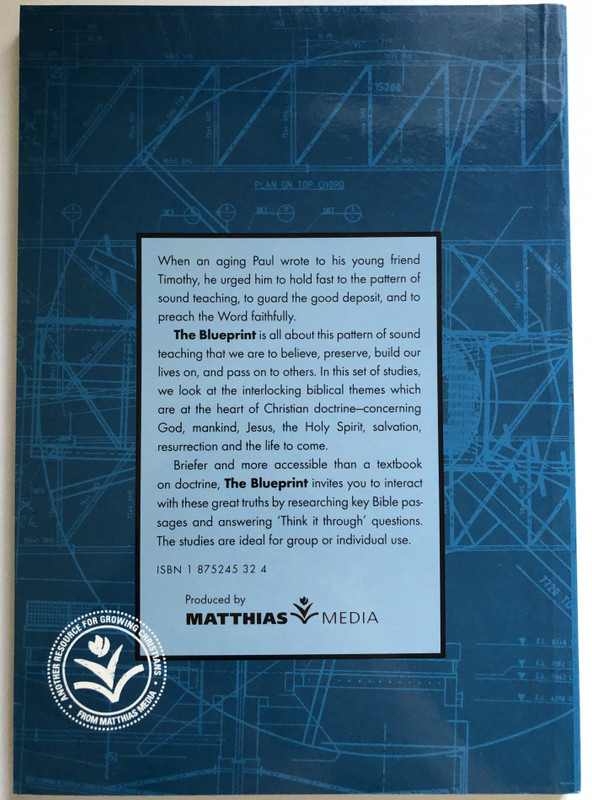 15200
PLAN ON TOP CHORD
When an aging Paul wrote to his young friend
Timothy, he urged him to hold fast to the pattern of
sound teaching, to guard the good deposit, and to
preach the Word faithfully.
The Blueprint is all about this pattern of sound
teaching that we are to believe, preserve, build our
lives on, and pass on to others. In this set of studies,
we look at the interlocking biblical themes which
are at the heart of Christian doctrine—concerning
God, mankind, Jesus, the Holy Spirit, salvation,
resurrection and the life to come.
Briefer and more accessible than a textbook
on doctrine, The Blueprint invites you to interact
with these great truths by researching key Bible pas-
sages and answering ‘Think it through’ questions.
The studies are ideal for group or individual use.
ISBN 1 875245 32 4
Produced by
MATTHIAS MEDIA
• ANOTHER RESOURCE FOR GROWING CHRISTIANS •
FROM MATTHIAS MEDIA